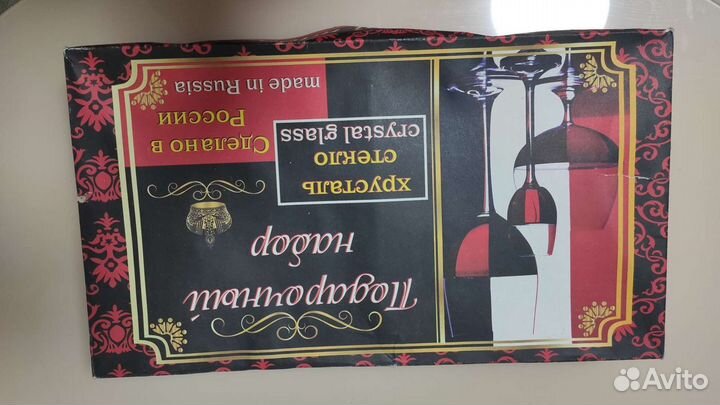 Подарочный
набор
хрусталь
стекло
crystal glass
Сделано в
России
made in Russia
Avito